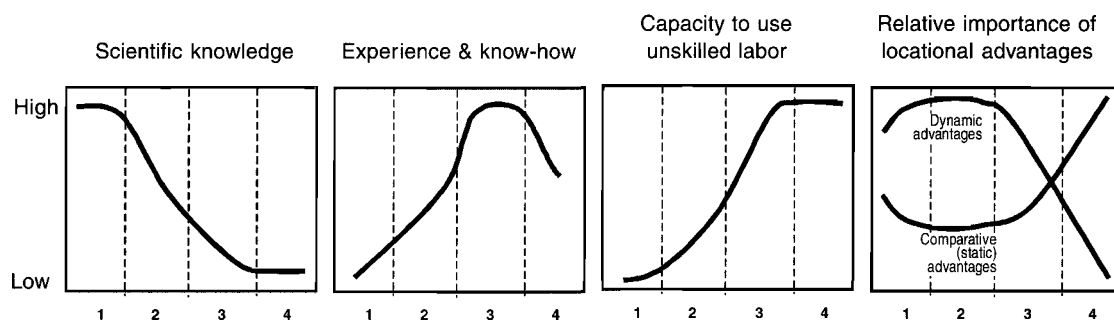 Scientific knowledge
Experience & know-how
Capacity to use
unskilled labor
Relative importance of
locational advantages
High
Low
Dynamic
advantages
Comparative
(static)
advantages
1 2 3 4
1 2 3 4
1 2 3 4
1 2 3 4